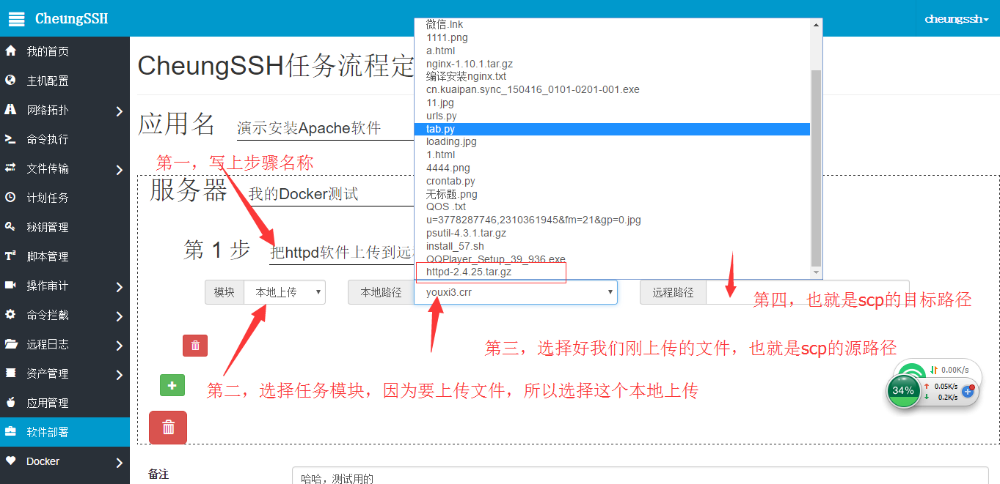 CheungSSH
cheungssh
我的首页
主机配置
网络拓扑
命令执行
文件传输
计划任务
秘钥管理
脚本管理
操作审计
命令拦截
远程日志
资产管理
应用管理
软件部署
Docker
CheungSSH任务流程定
应用名 演示安装Apache软件
第一，写上步骤名称
服务器 我的Docker测试
第 1 步 把httpd软件上传到远
微信.lnk
1111.png
a.html
nginx-1.10.1.tar.gz
编译安装nginx.txt
cn.kuaipan.sync_150416_0101-0201-001.exe
11.jpg
urls.py
tab.py
loading.jpg
1.html
4444.png
crontab.py
无标题.png
QOS .txt
u=3778287746,2310361945&fm=21&gp=0.jpg
psutil-4.3.1.tar.gz
install_57.sh
QQPlayer_Setup_39_936.exe
httpd-2.4.25.tar.gz
模块 本地上传 本地路径 youxi3.crr 远程路径
第四，也就是scp的目标路径
第三，选择好我们刚上传的文件，也就是scp的源路径
第二，选择任务模块，因为要上传文件，所以选择这个本地上传
0.00K/s
34%
0.05K/s
0.2K/s
备注 哈哈，测试用的